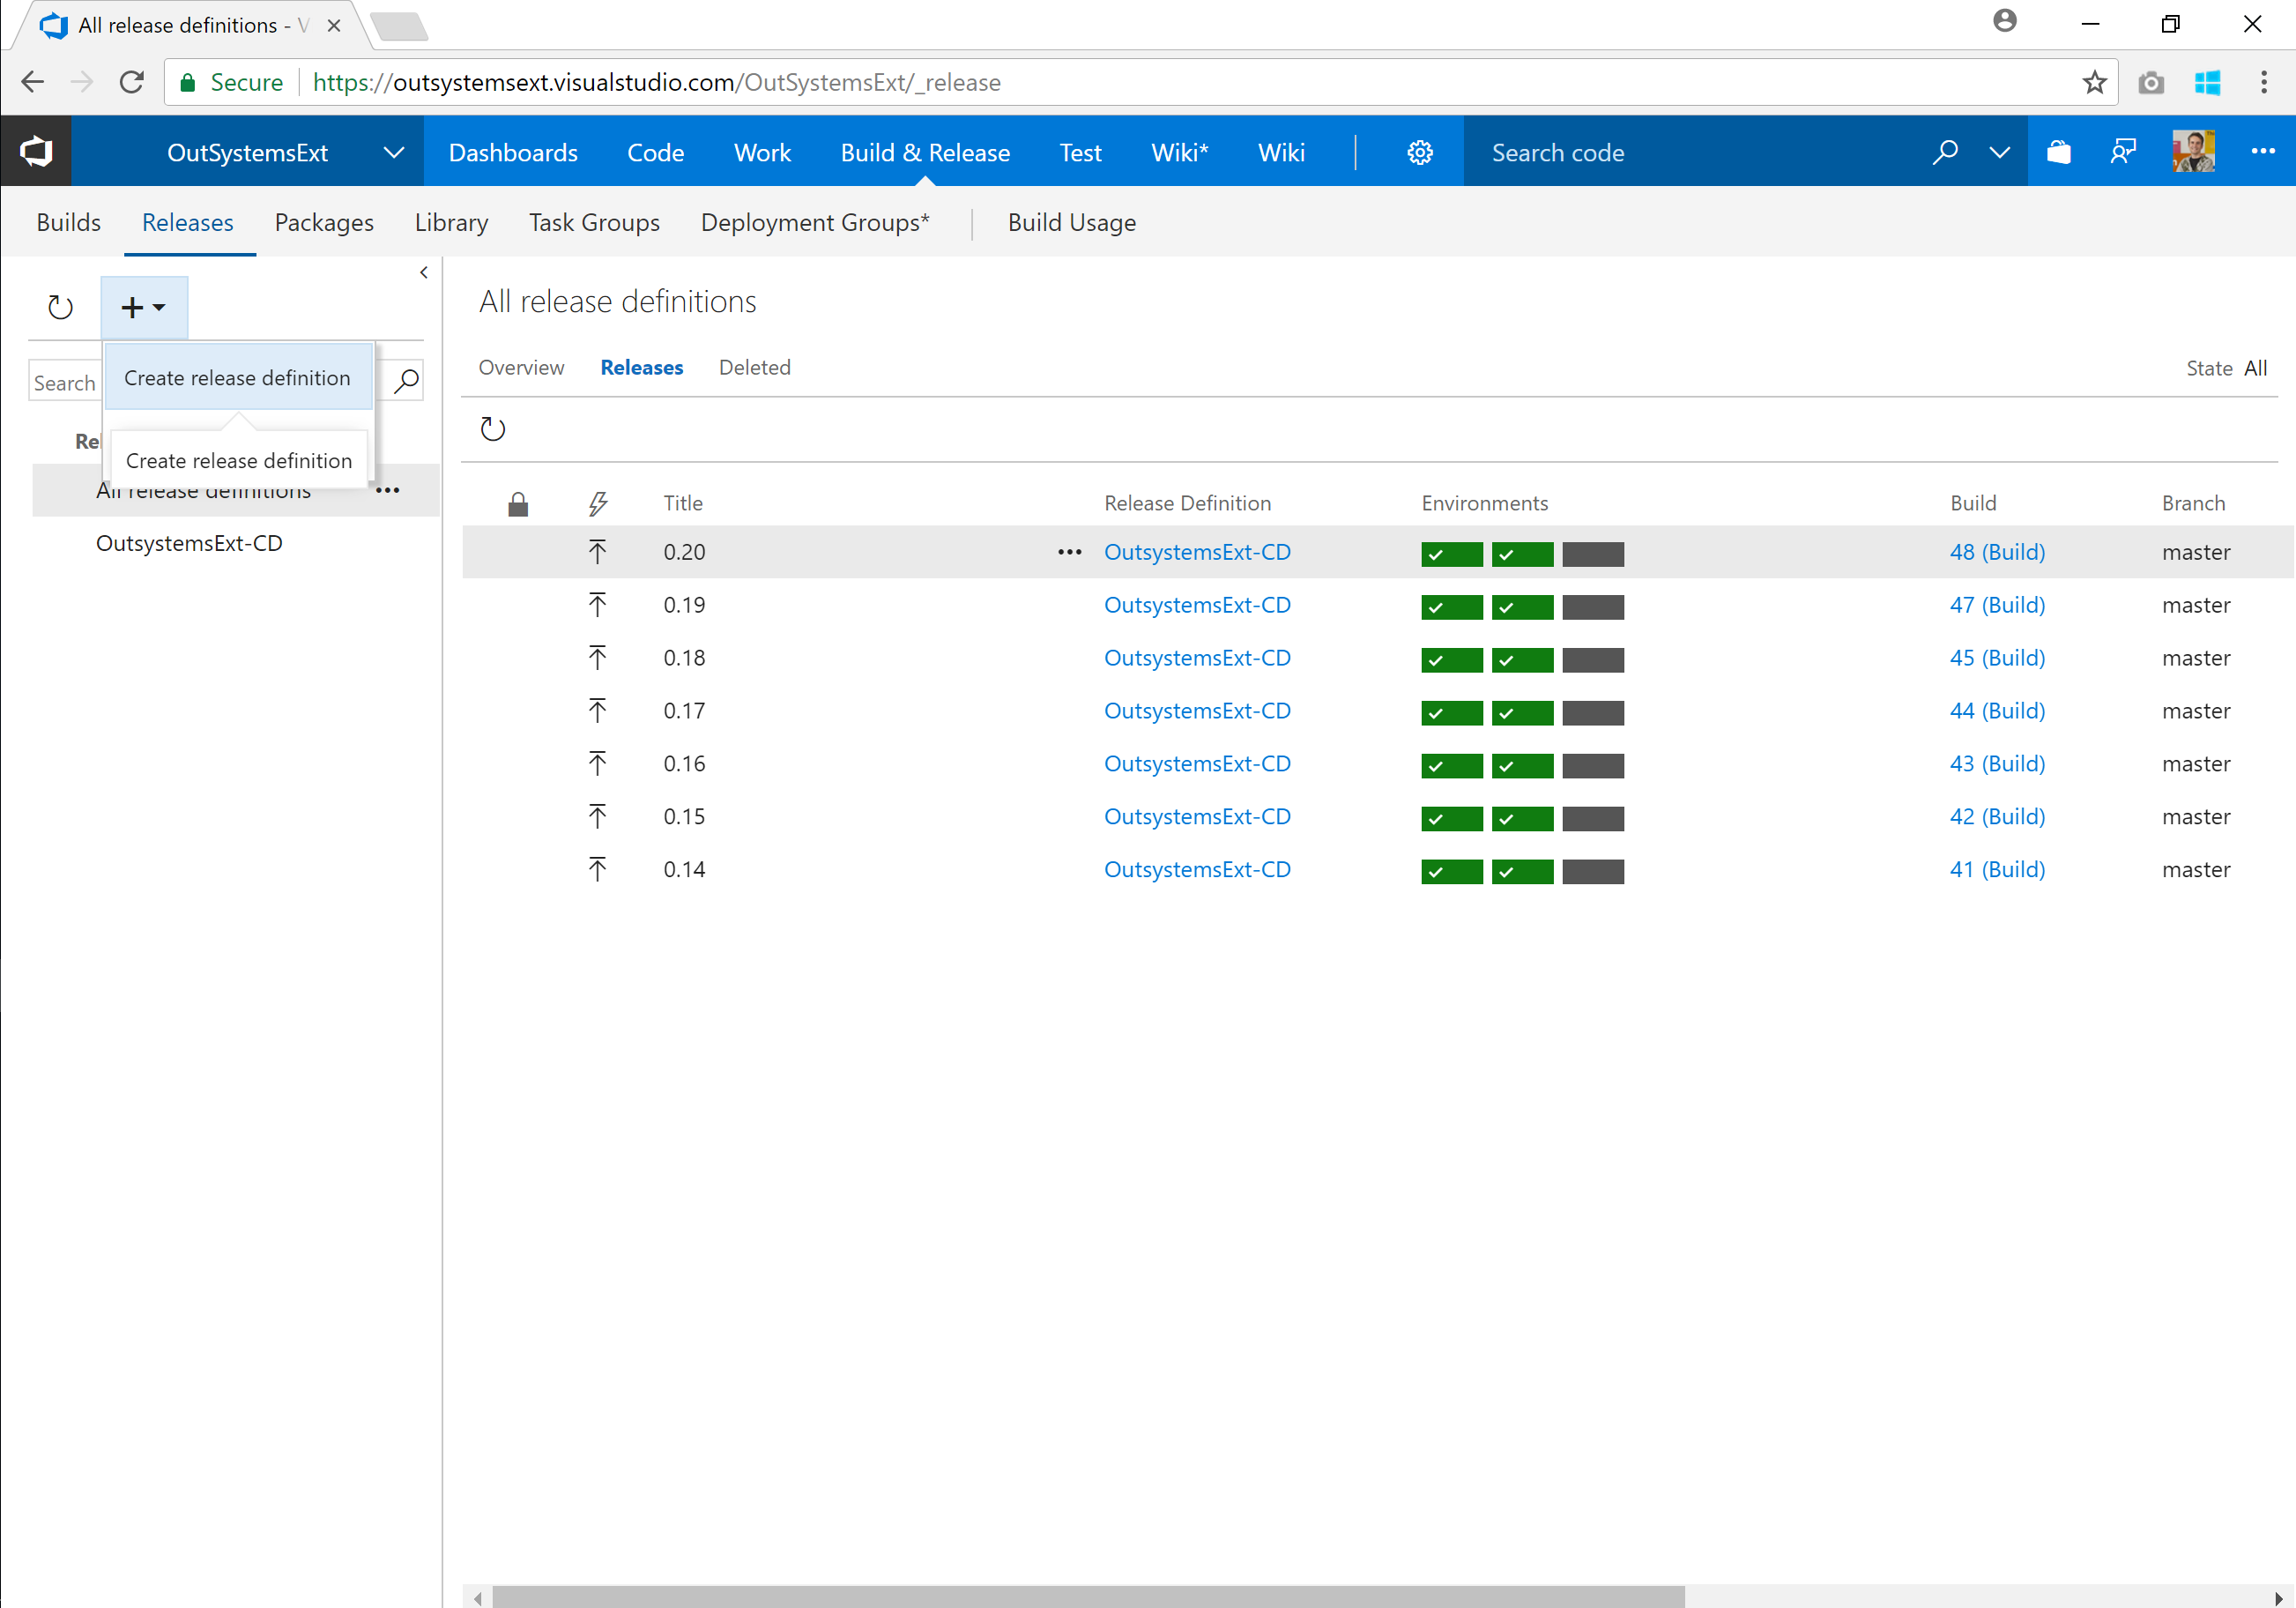 All release definitions - V
Secure https://outsystemsext.visualstudio.com/OutSystemsExt/_release
OutSystemsExt Dashboards Code Work Build & Release Test Wiki* Wiki Search code
Builds Releases Packages Library Task Groups Deployment Groups* Build Usage
All release definitions
Overview Releases Deleted State All
Search
Create release definition
Create release definition
All release definitions
OutsystemsExt-CD
Title Release Definition Environments Build Branch
0.20 OutsystemsExt-CD 48 (Build) master
0.19 OutsystemsExt-CD 47 (Build) master
0.18 OutsystemsExt-CD 45 (Build) master
0.17 OutsystemsExt-CD 44 (Build) master
0.16 OutsystemsExt-CD 43 (Build) master
0.15 OutsystemsExt-CD 42 (Build) master
0.14 OutsystemsExt-CD 41 (Build) master